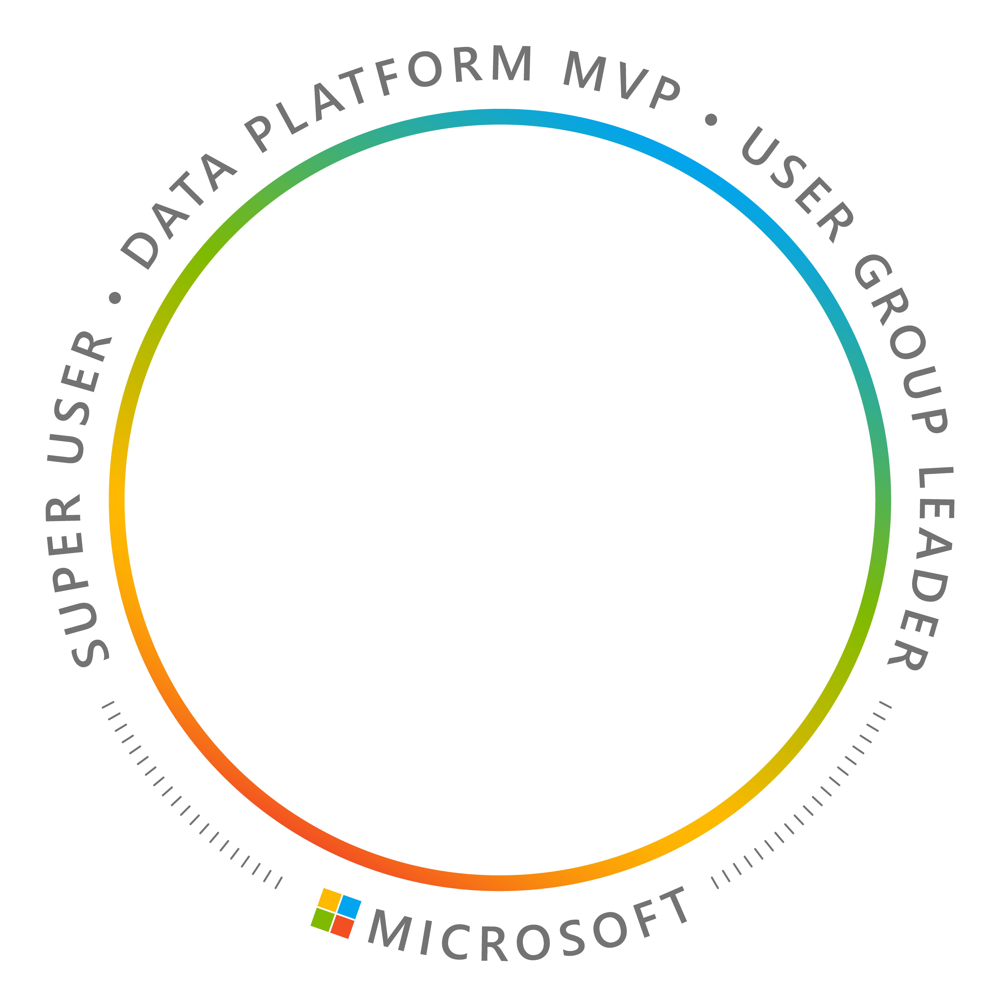 SUPER USER • DATA PLATFORM MVP • USER GROUP LEADER
MICROSOFT